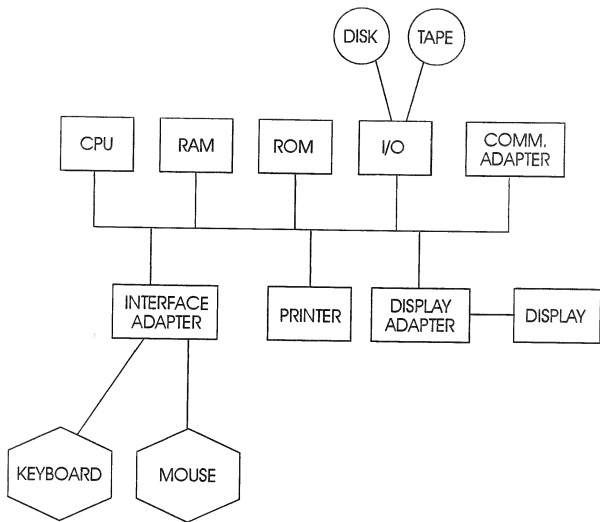 DISK
TAPE
CPU
RAM
ROM
I/O
COMM.
ADAPTER
INTERFACE
ADAPTER
PRINTER
DISPLAY
ADAPTER
DISPLAY
KEYBOARD
MOUSE